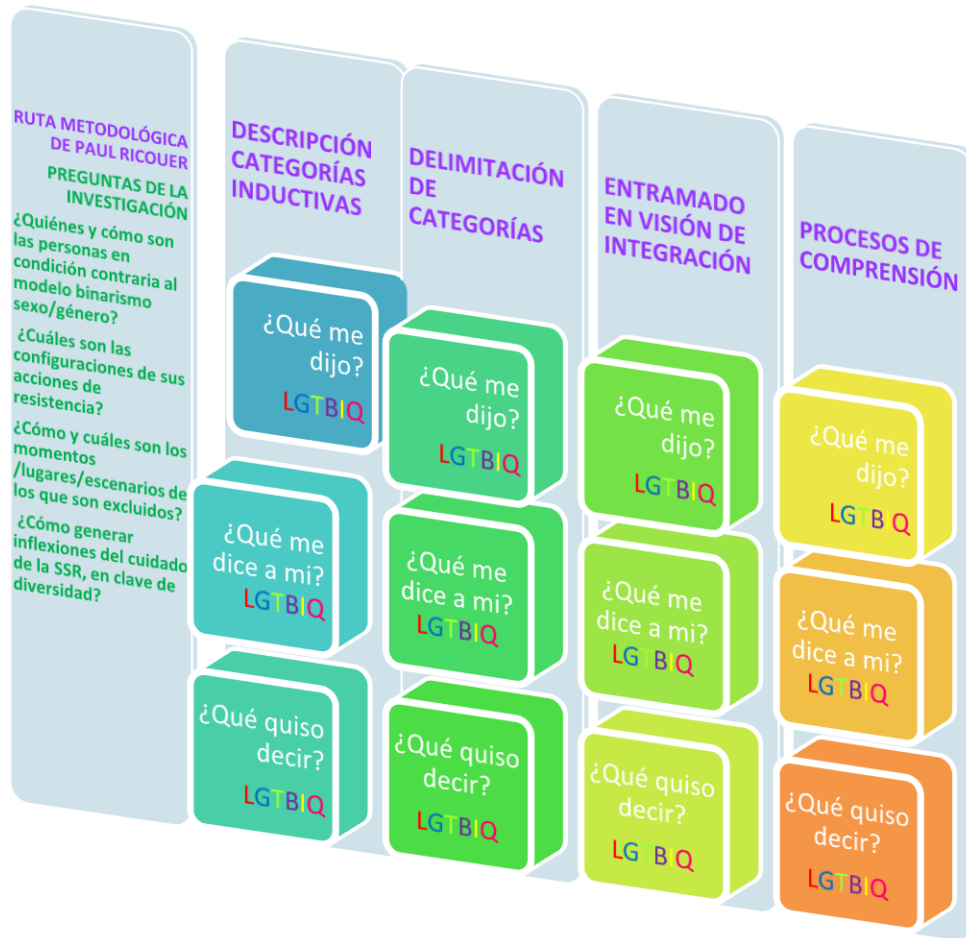 RUTA METODOLÓGICA
DE PAUL RICOUER
PREGUNTAS DE LA
INVESTIGACIÓN
¿Quiénes y cómo son
las personas en
condición contraria al
modelo binarismo
sexo/género?
¿Cuáles son las
configuraciones de sus
acciones de
resistencia?
¿Cómo y cuáles son los
momentos
/lugares/escenarios de
los que son excluidos?
¿Cómo generar
inflexiones del cuidado
de la SSR, en clave de
diversidad?
DESCRIPCIÓN
CATEGORÍAS
INDUCTIVAS
¿Qué me
dijo?
LGTBIQ
¿Qué me
dice a mi?
LGTBIQ
¿Qué quiso
decir?
LGTBIQ
DELIMITACIÓN
DE
CATEGORÍAS
¿Qué me
dijo?
LGTBIQ
¿Qué me
dice a mi?
LGTBIQ
¿Qué quiso
decir?
LGTBIQ
ENTRAMADO
EN VISIÓN DE
INTEGRACIÓN
¿Qué me
dijo?
LGTBIQ
¿Qué me
dice a mi?
LGTBIQ
¿Qué quiso
decir?
LGTBIQ
PROCESOS DE
COMPRENSIÓN
¿Qué me
dijo?
LGTBIQ
¿Qué me
dice a mi?
LGTBIQ
¿Qué quiso
decir?
LGTBIQ